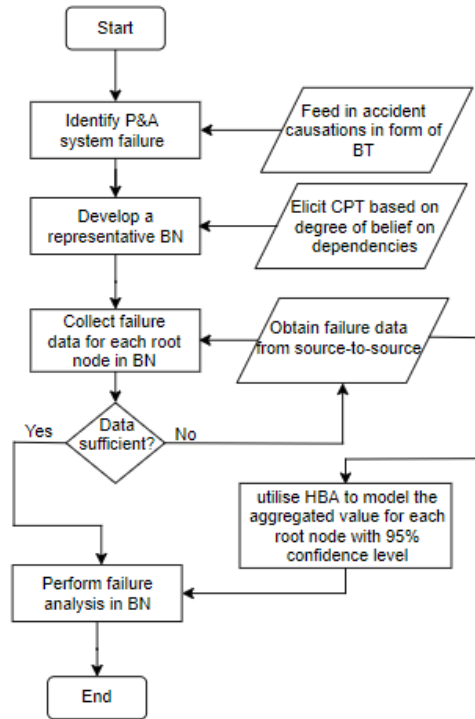 Start
Identify P&A
system failure
Feed in accident
causations in form of
BT
Develop a
representative BN
Elicit CPT based on
degree of belief on
dependencies
Collect failure
data for each root
node in BN
Obtain failure data
from source-to-source
Data
sufficient?
Yes
No
utilise HBA to model the
aggregated value for each
root node with 95%
confidence level
Perform failure
analysis in BN
End